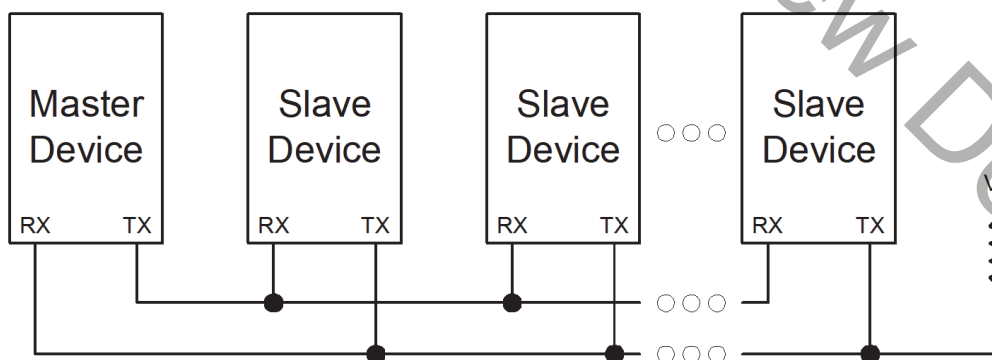 Master
Device
RX TX
Slave
Device
RX TX
Slave
Device
RX TX
Slave
Device
RX TX